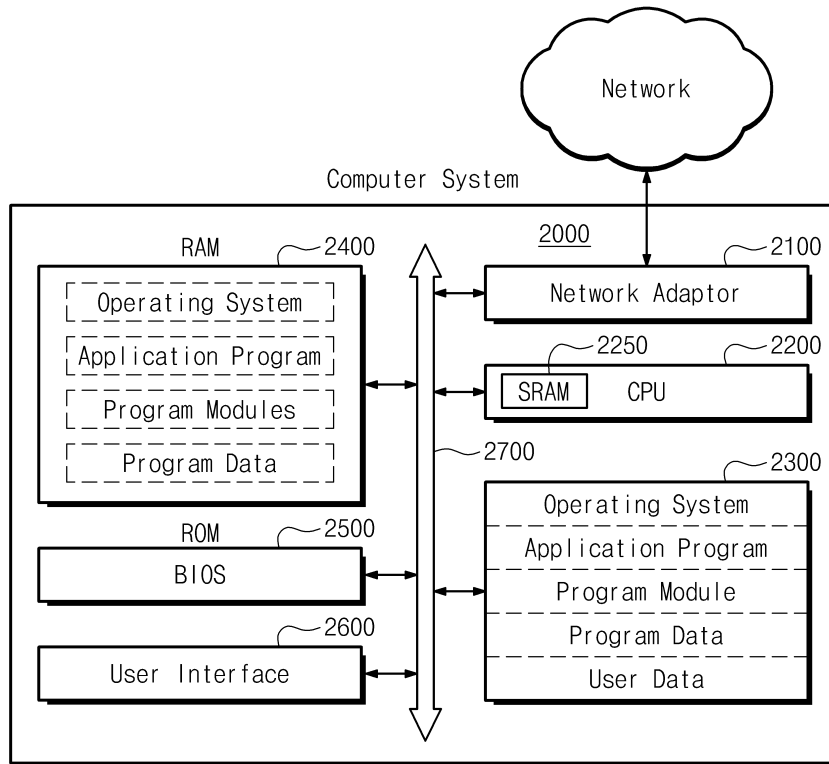 Network
Computer System
2000
RAM
2400
Operating System
Application Program
Program Modules
Program Data
2100
Network Adaptor
2250
2200
SRAM
CPU
2700
2300
Operating System
Application Program
Program Module
Program Data
User Data
ROM
2500
BIOS
2600
User Interface